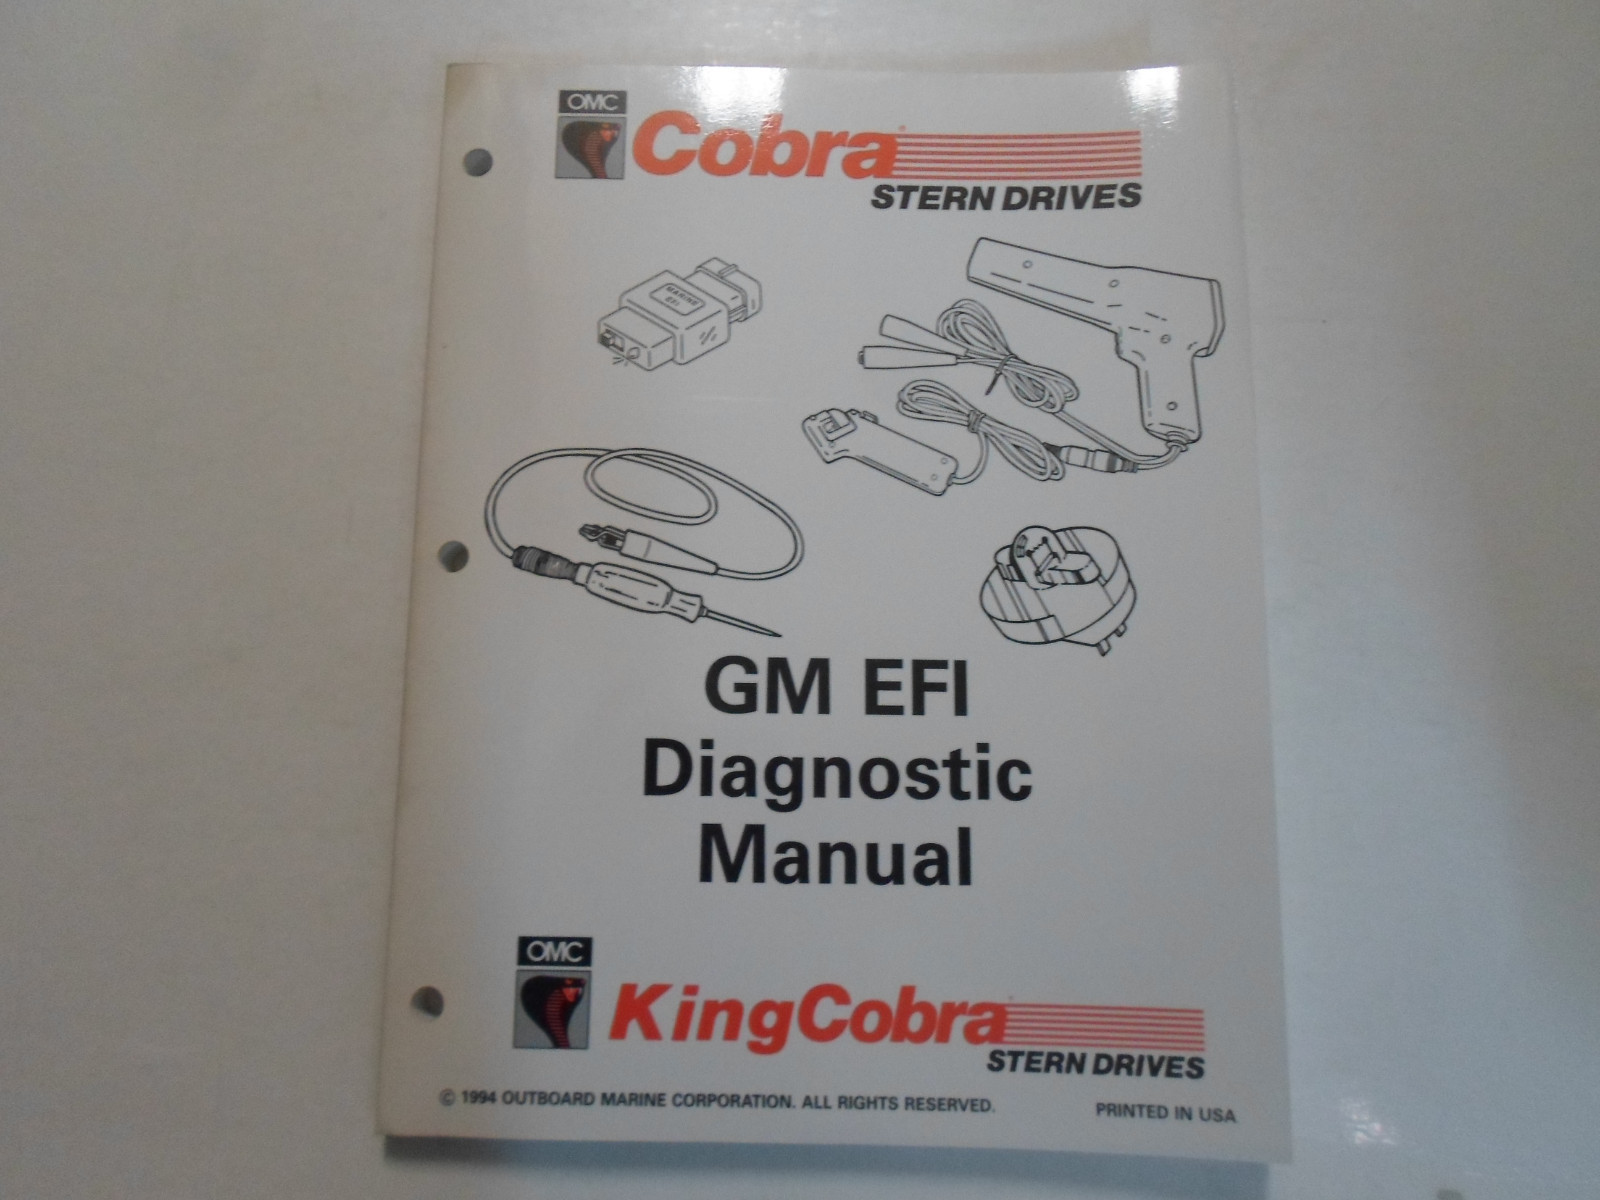 OMC
Cobra®
STERN DRIVES
MARINE
EFI
GM EFI
Diagnostic
Manual
OMC
KingCobra
STERN DRIVES
© 1994 OUTBOARD MARINE CORPORATION. ALL RIGHTS RESERVED.
PRINTED IN USA